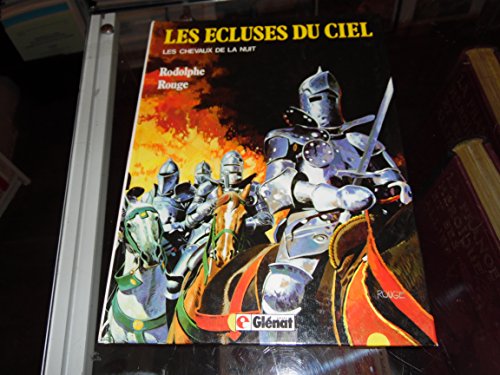 LES ECLUSES DU CIEL
LES CHEVAUX DE LA NUIT
Rodolphe
Rouge
ROUGE
Glénat